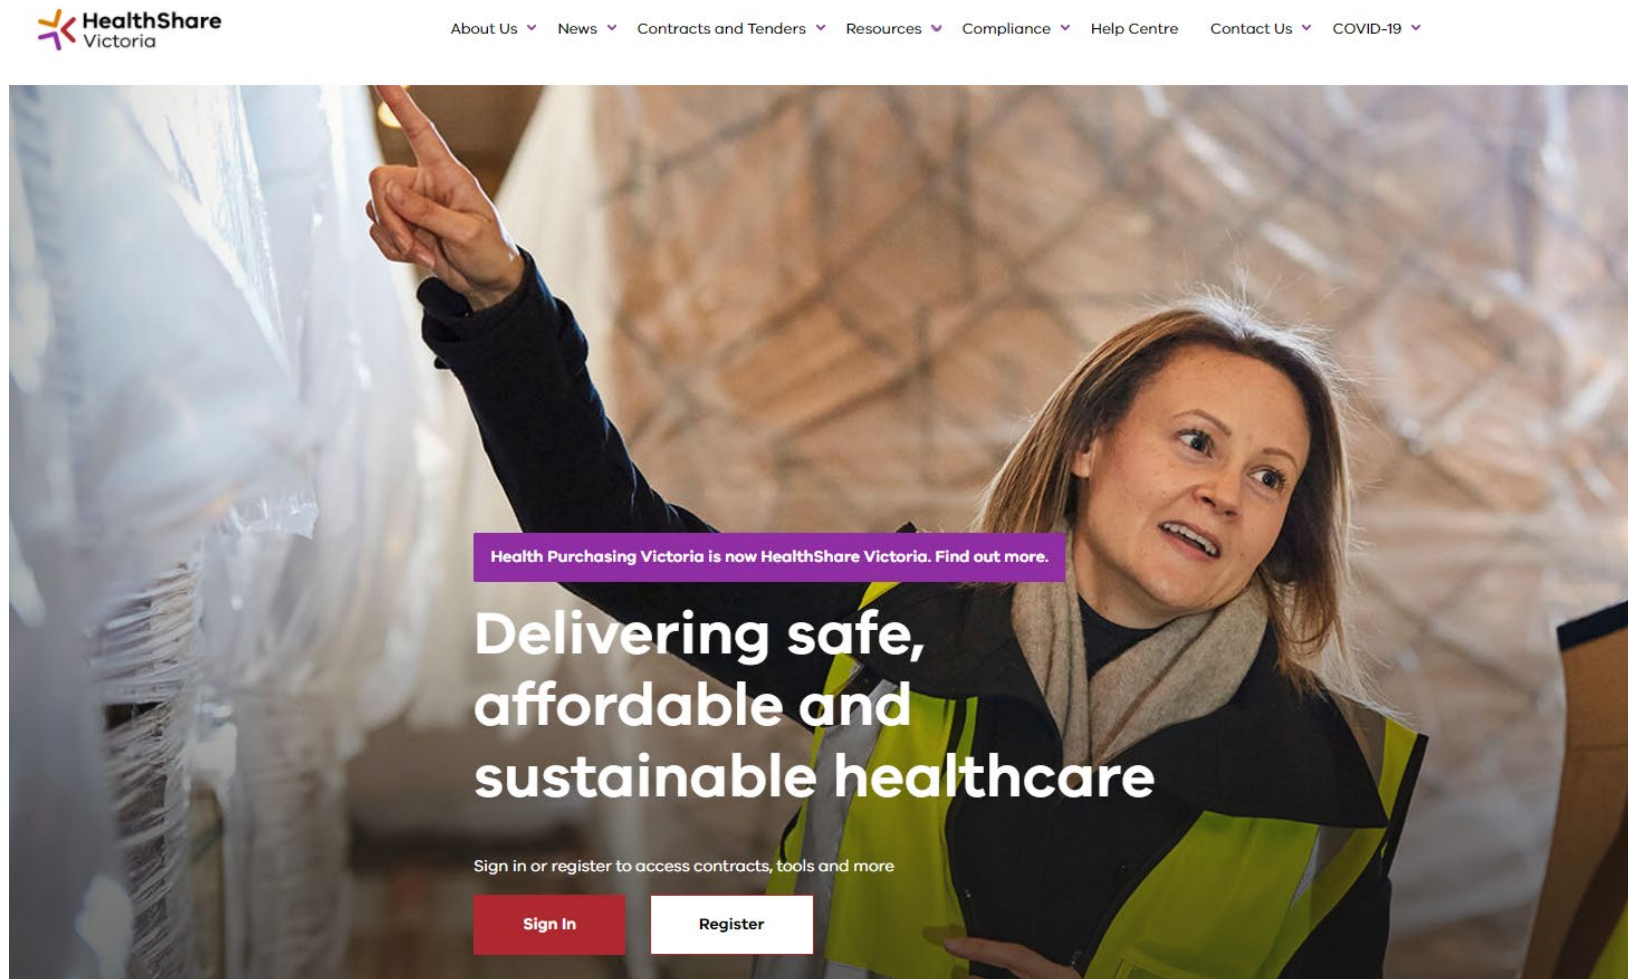 HealthShare
Victoria
About Us
News
Contracts and Tenders
Resources
Compliance
Help Centre
Contact Us
COVID-19
Health Purchasing Victoria is now HealthShare Victoria. Find out more.
Delivering safe,
affordable and
sustainable healthcare
Sign in or register to access contracts, tools and more
Sign In
Register